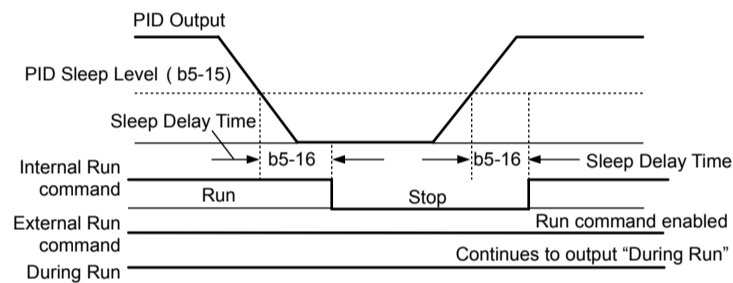 PID Output
PID Sleep Level ( b5-15)
Sleep Delay Time
b5-16
b5-16
Sleep Delay Time
Internal Run
command
Run
Stop
External Run
command
Run command enabled
Continues to output “During Run”
During Run